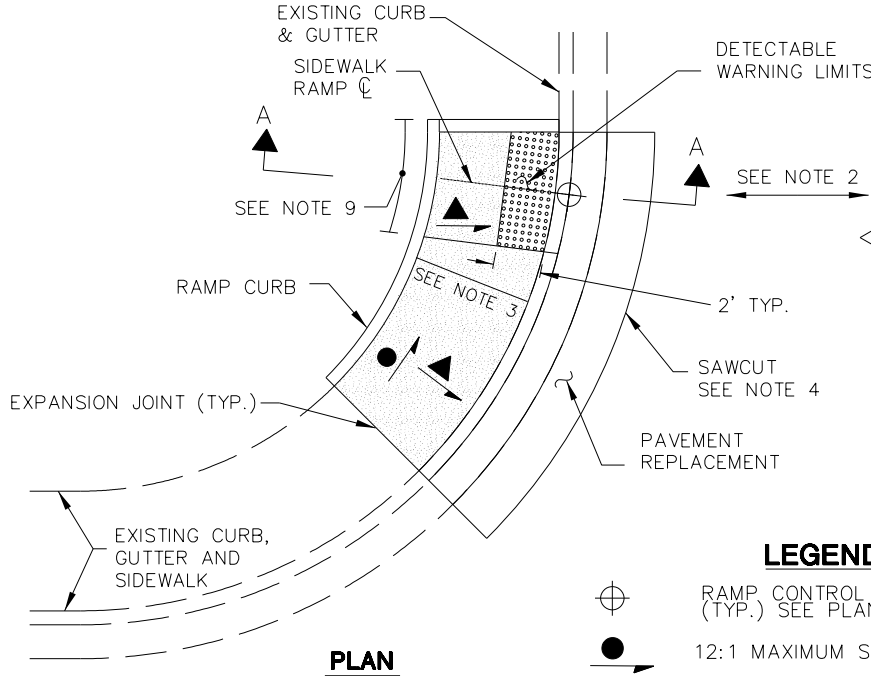 EXISTING CURB
& GUTTER
SIDEWALK
RAMP ℄
DETECTABLE
WARNING LIMITS
A
A
SEE NOTE 2
SEE NOTE 9
RAMP CURB
SEE NOTE 3
2' TYP.
SAWCUT
SEE NOTE 4
EXPANSION JOINT (TYP.)
PAVEMENT
REPLACEMENT
EXISTING CURB,
GUTTER AND
SIDEWALK
LEGEND
RAMP CONTROL
(TYP.) SEE PLAN
12:1 MAXIMUM S
PLAN